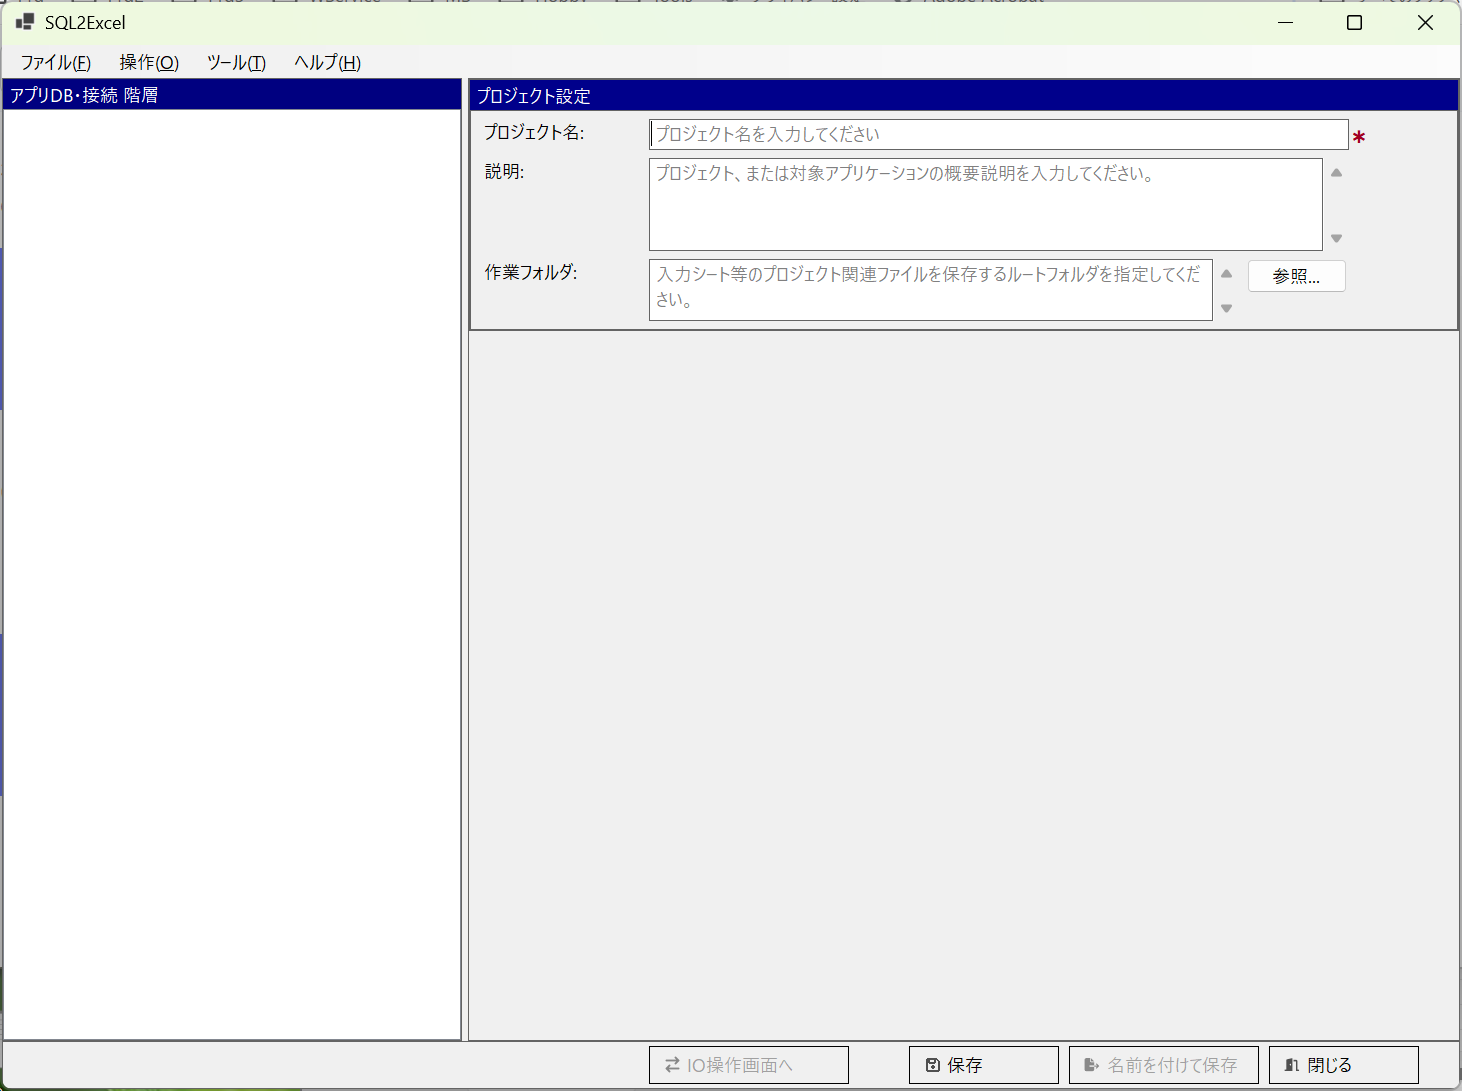 SQL2Excel
ファイル(F) 操作(O) ツール(T) ヘルプ(H)
アプリDB・接続 階層
プロジェクト設定
プロジェクト名:
プロジェクト名を入力してください
*
説明:
プロジェクト、または対象アプリケーションの概要説明を入力してください。
作業フォルダ:
入力シート等のプロジェクト関連ファイルを保存するルートフォルダを指定してくだ
さい。
参照...
IO操作画面へ 保存 名前を付けて保存 閉じる